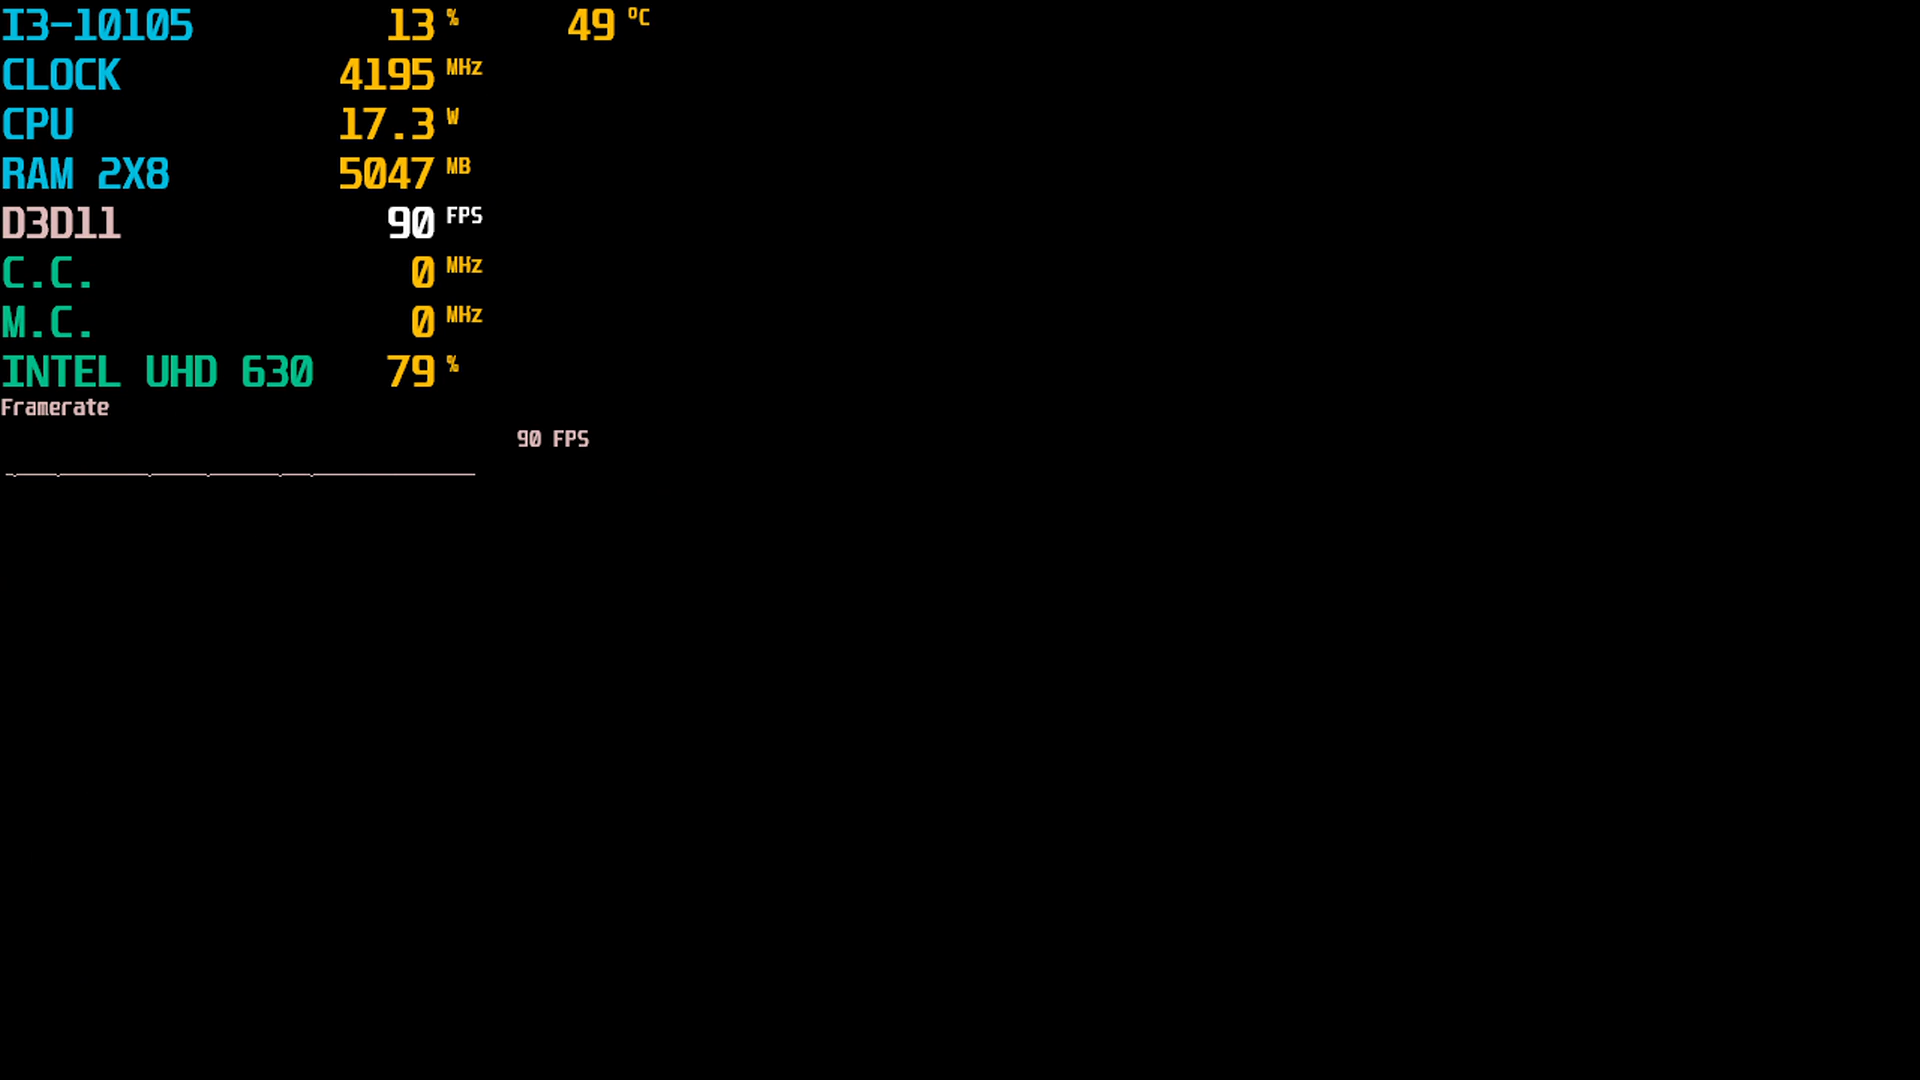 I3-10105 13 % 49 °C
CLOCK 4195 MHz
CPU 17.3 W
RAM 2X8 5047 MB
D3D11 90 FPS
C.C. 0 MHz
M.C. 0 MHz
INTEL UHD 630 79 %
Framerate
90 FPS